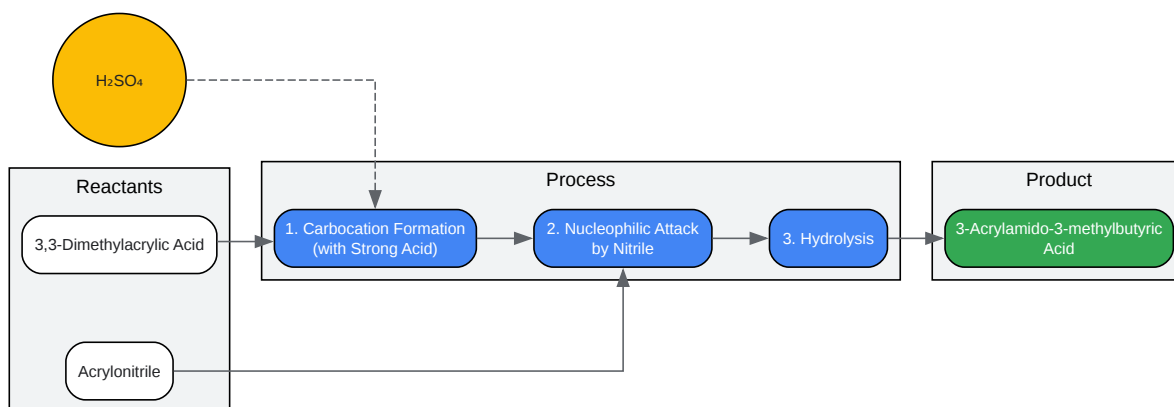 H₂SO₄
Reactants
3,3-Dimethylacrylic Acid
Acrylonitrile
Process
1. Carbocation Formation
(with Strong Acid)
2. Nucleophilic Attack
by Nitrile
3. Hydrolysis
Product
3-Acrylamido-3-methylbutyric
Acid